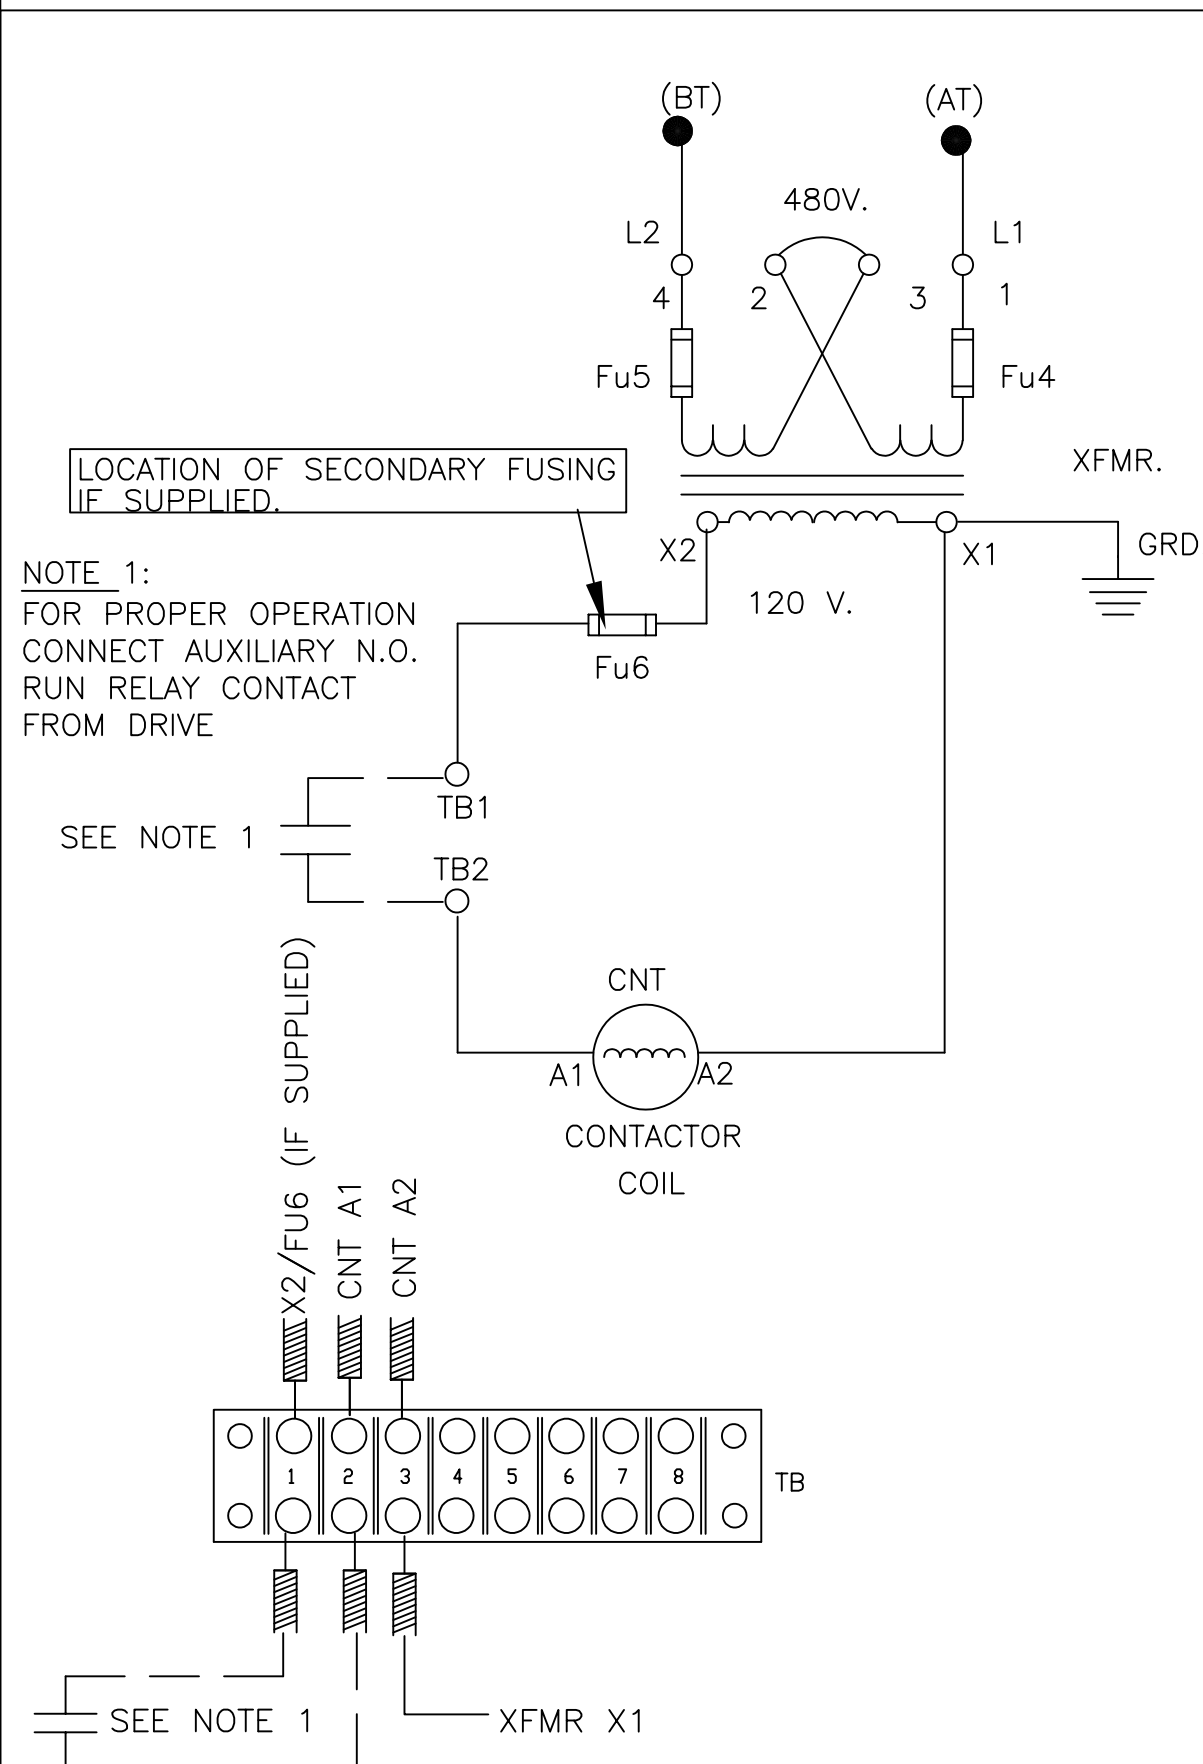 (BT)
(AT)
480V.
L2
L1
4
2
3
1
Fu5
Fu4
LOCATION OF SECONDARY FUSING
IF SUPPLIED.
XFMR.
X2
X1
GRD
120 V.
Fu6
NOTE 1:
FOR PROPER OPERATION
CONNECT AUXILIARY N.O.
RUN RELAY CONTACT
FROM DRIVE
TB1
SEE NOTE 1
TB2
CNT
A1
A2
CONTACTOR
COIL
X2/FU6 (IF SUPPLIED)
CNT A1
CNT A2
1 2 3 4 5 6 7 8
TB
SEE NOTE 1
XFMR X1